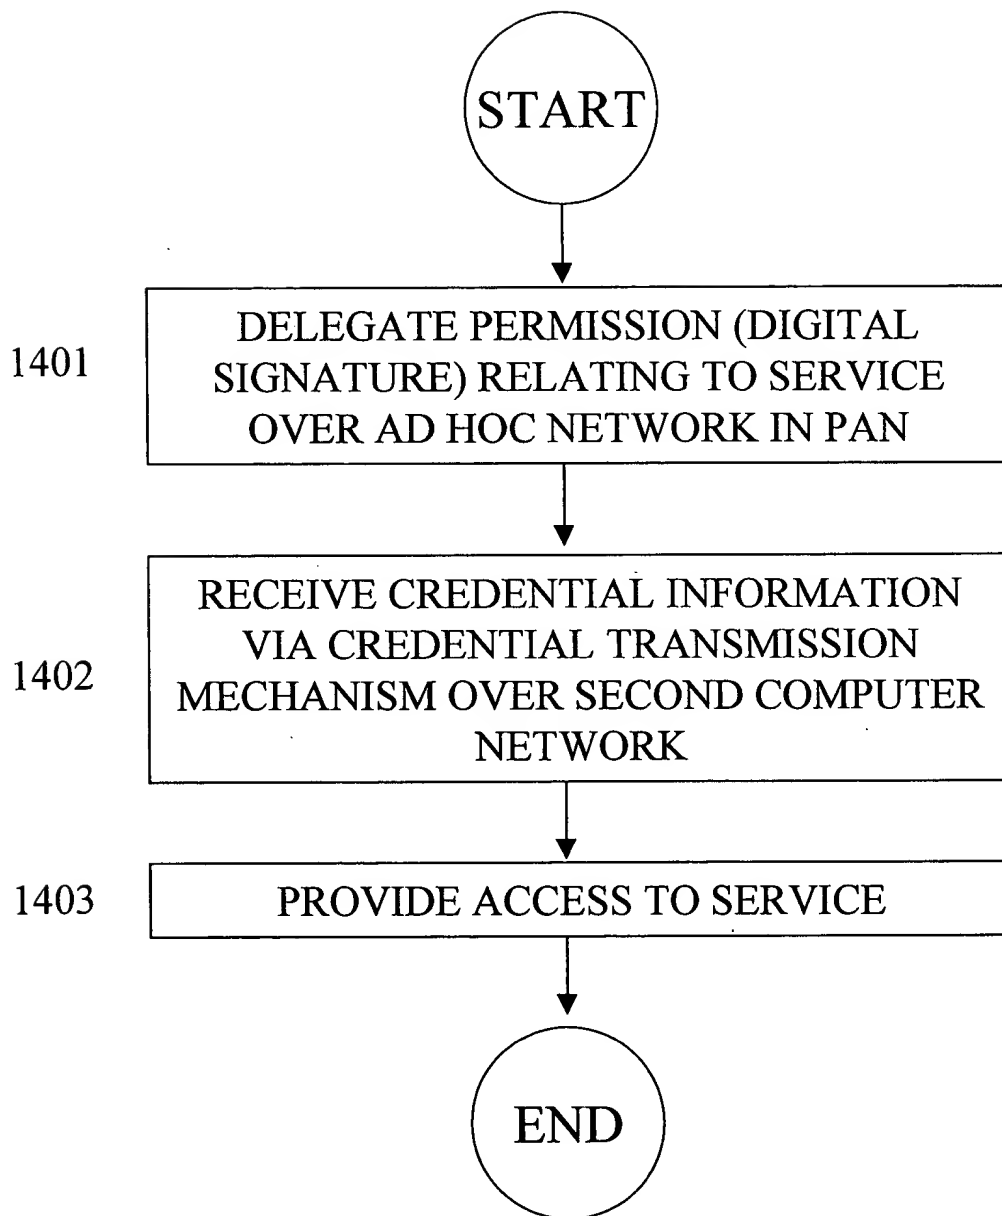 START
1401
DELEGATE PERMISSION (DIGITAL
SIGNATURE) RELATING TO SERVICE
OVER AD HOC NETWORK IN PAN
1402
RECEIVE CREDENTIAL INFORMATION
VIA CREDENTIAL TRANSMISSION
MECHANISM OVER SECOND COMPUTER
NETWORK
1403
PROVIDE ACCESS TO SERVICE
END